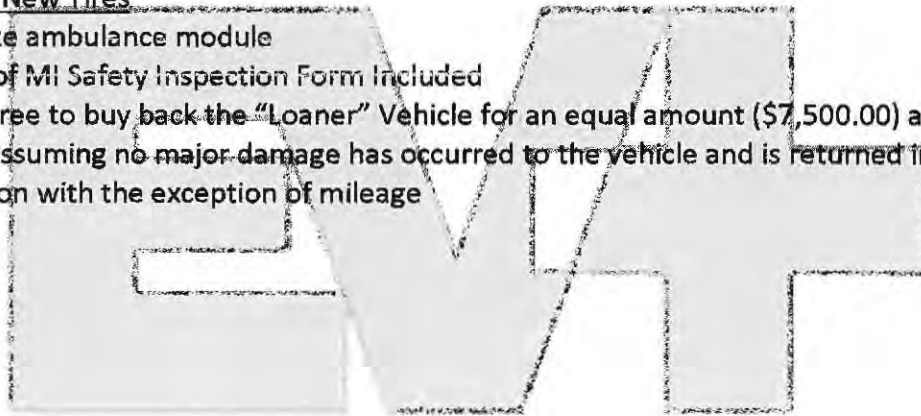 New Tires
te ambulance module
of MI Safety Inspection Form Included
ree to buy back the “Loaner” Vehicle for an equal amount ($7,500.00) a
ssuming no major damage has occurred to the vehicle and is returned i
on with the exception of mileage